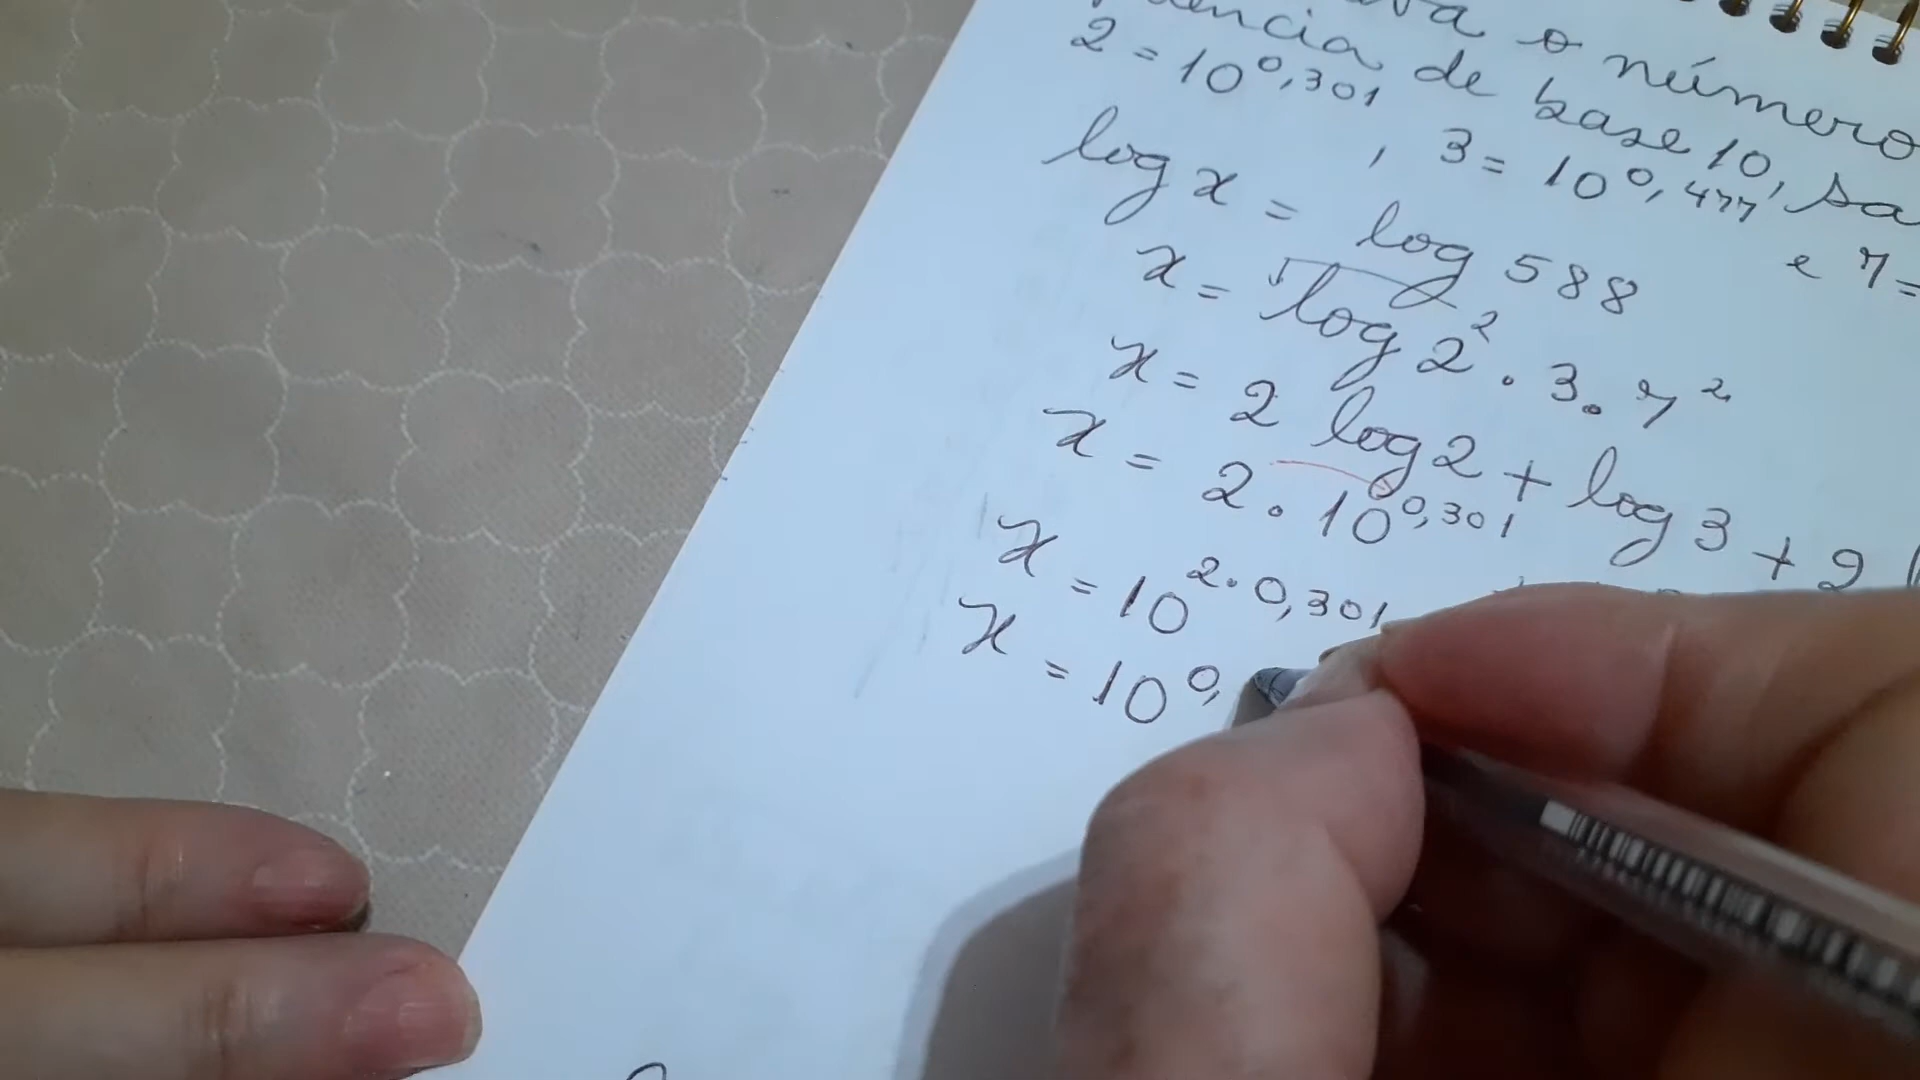 o número
de base 10, sa
2 = 10^0,301 , 3 = 10^0,477 e 7 =
log x = log 588
x = log 2² . 3 . 7²
x = 2 log 2 + log 3 + 2
x = 2 . 10^0,301
x = 10^2.0,301
x = 10^0,